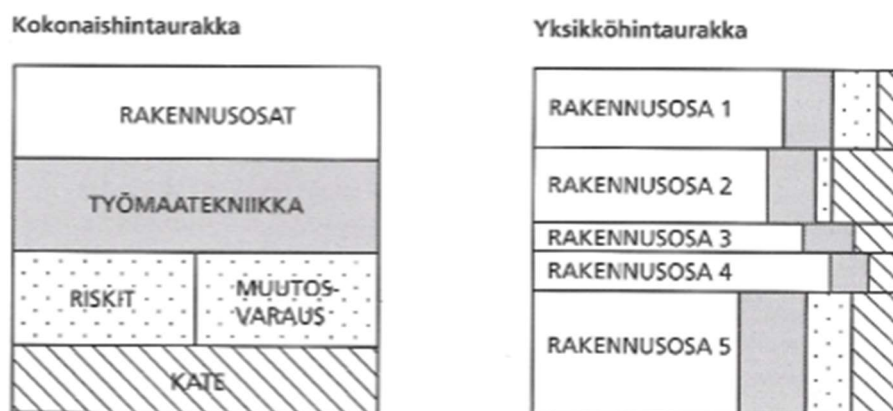 Kokonaishintaurakka
RAKENNUSOSAT
TYÖMAATEKNIIKKA
RISKIT
MUUTOS-
VARAUS
KATE
Yksikköhintaurakka
RAKENNUSOSA 1
RAKENNUSOSA 2
RAKENNUSOSA 3
RAKENNUSOSA 4
RAKENNUSOSA 5